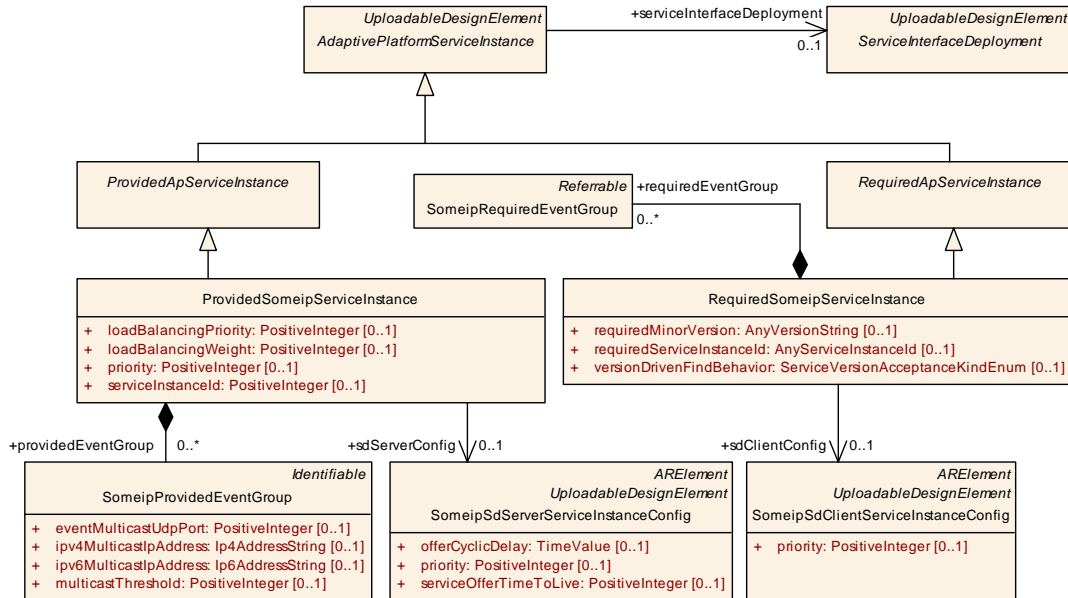 UploadableDesignElement
AdaptivePlatformServiceInstance
+serviceInterfaceDeployment
0..1
UploadableDesignElement
ServiceInterfaceDeployment
ProvidedApServiceInstance
Referrable
SomeipRequiredEventGroup
+requiredEventGroup
0..*
RequiredApServiceInstance
ProvidedSomeipServiceInstance
+ loadBalancingPriority: PositiveInteger [0..1]
+ loadBalancingWeight: PositiveInteger [0..1]
+ priority: PositiveInteger [0..1]
+ serviceInstanceId: PositiveInteger [0..1]
RequiredSomeipServiceInstance
+ requiredMinorVersion: AnyVersionString [0..1]
+ requiredServiceInstanceId: AnyServiceInstanceId [0..1]
+ versionDrivenFindBehavior: ServiceVersionAcceptanceKindEnum [0..1]
+providedEventGroup 0..*
+sdServerConfig 0..1
+sdClientConfig 0..1
Identifiable
SomeipProvidedEventGroup
+ eventMulticastUdpPort: PositiveInteger [0..1]
+ ipv4MulticastIpAddress: Ip4AddressString [0..1]
+ ipv6MulticastIpAddress: Ip6AddressString [0..1]
+ multicastThreshold: PositiveInteger [0..1]
ARElement
UploadableDesignElement
SomeipSdServerServiceInstanceConfig
+ offerCyclicDelay: TimeValue [0..1]
+ priority: PositiveInteger [0..1]
+ serviceOfferTimeToLive: PositiveInteger [0..1]
ARElement
UploadableDesignElement
SomeipSdClientServiceInstanceConfig
+ priority: PositiveInteger [0..1]